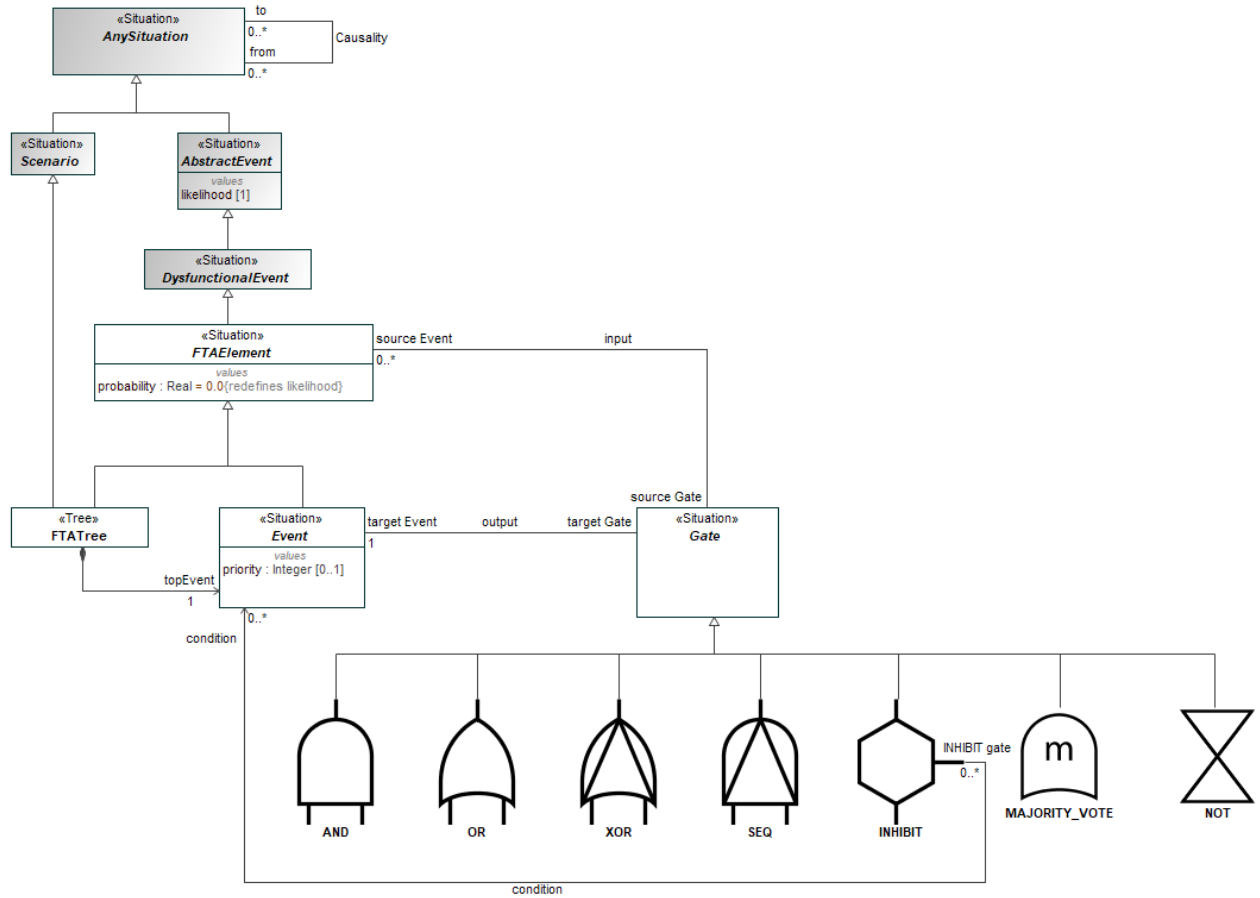 «Situation»
AnySituation
to
0..*
from
0..*
Causality
«Situation»
Scenario
«Situation»
AbstractEvent
values
likelihood [1]
«Situation»
DysfunctionalEvent
«Situation»
FTAElement
values
probability : Real = 0.0{redefines likelihood}
source Event
0..*
input
source Gate
«Tree»
FTATree
topEvent
1
«Situation»
Event
values
priority : Integer [0..1]
target Event
1
output
target Gate
«Situation»
Gate
0..*
condition
AND
OR
XOR
SEQ
INHIBIT
INHIBIT gate
0..*
m
MAJORITY_VOTE
NOT
condition